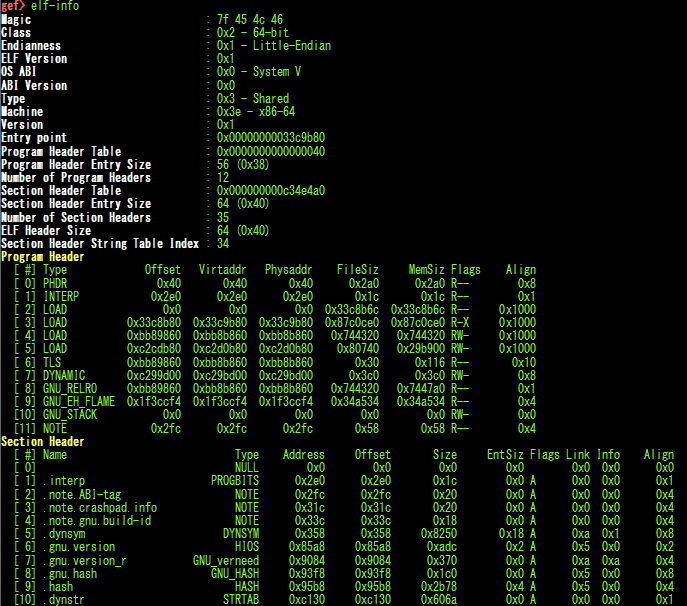 gef> elf-info
Magic : 7f 45 4c 46
Class : 0x2 - 64-bit
Endianness : 0x1 - Little-Endian
ELF Version : 0x1
OS ABI : 0x0 - System V
ABI Version : 0x0
Type : 0x3 - Shared
Machine : 0x3e - x86-64
Version : 0x1
Entry point : 0x00000000033c9b80
Program Header Table : 0x0000000000000040
Program Header Entry Size : 56 (0x38)
Number of Program Headers : 12
Section Header Table : 0x000000000c34e4a0
Section Header Entry Size : 64 (0x40)
Number of Section Headers : 35
ELF Header Size : 64 (0x40)
Section Header String Table Index : 34
Program Header
[ #] Type Offset Virtaddr Physaddr FileSiz MemSiz Flags Align
[ 0] PHDR 0x40 0x40 0x40 0x2a0 0x2a0 R-- 0x8
[ 1] INTERP 0x2e0 0x2e0 0x2e0 0x1c 0x1c R-- 0x1
[ 2] LOAD 0x0 0x0 0x0 0x33c8b6c 0x33c8b6c R-- 0x1000
[ 3] LOAD 0x33c8b80 0x33c9b80 0x33c9b80 0x87c0ce0 0x87c0ce0 R-X 0x1000
[ 4] LOAD 0xbb89860 0xbb8b860 0xbb8b860 0x744320 0x7447a0 RW- 0x1000
[ 5] LOAD 0xc2cdb80 0xc2d0b80 0xc2d0b80 0x80740 0x29b900 RW- 0x1000
[ 6] TLS 0xbb89860 0xbb8b860 0xbb8b860 0x30 0x116 R-- 0x10
[ 7] DYNAMIC 0xc299d00 0xc29bd00 0xc29bd00 0x3c0 0x3c0 RW- 0x8
[ 8] GNU_RELRO 0xbb89860 0xbb8b860 0xbb8b860 0x744320 0x7447a0 R-- 0x1
[ 9] GNU_EH_FLAME 0x1f3ccf4 0x1f3ccf4 0x1f3ccf4 0x34a534 0x34a534 R-- 0x4
[10] GNU_STACK 0x0 0x0 0x0 0x0 0x0 RW- 0x0
[11] NOTE 0x2fc 0x2fc 0x2fc 0x58 0x58 R-- 0x4
Section Header
[ #] Name Type Address Offset Size EntSiz Flags Link Info Align
[ 0] NULL 0x0 0x0 0x0 0x0 0x0 0x0 0x0
[ 1] .interp PROGBITS 0x2e0 0x2e0 0x1c 0x0 A 0x0 0x0 0x1
[ 2] .note.ABI-tag NOTE 0x2fc 0x2fc 0x20 0x0 A 0x0 0x0 0x4
[ 3] .note.crashpad.info NOTE 0x31c 0x31c 0x20 0x0 A 0x0 0x0 0x4
[ 4] .note.gnu.build-id NOTE 0x33c 0x33c 0x18 0x0 A 0x0 0x0 0x4
[ 5] .dynsym DYNSYM 0x358 0x358 0x8250 0x18 A 0xa 0x1 0x8
[ 6] .gnu.version HIOS 0x85a8 0x85a8 0xadc 0x2 A 0x5 0x0 0x2
[ 7] .gnu.version_r GNU_verneed 0x9084 0x9084 0x370 0x0 A 0xa 0xa 0x4
[ 8] .gnu.hash GNU_HASH 0x93f8 0x93f8 0x1c0 0x0 A 0x5 0x0 0x8
[ 9] .hash HASH 0x95b8 0x95b8 0x2b78 0x4 A 0x5 0x0 0x4
[10] .dynstr STRTAB 0xc130 0xc130 0x606a 0x0 A 0x0 0x0 0x1